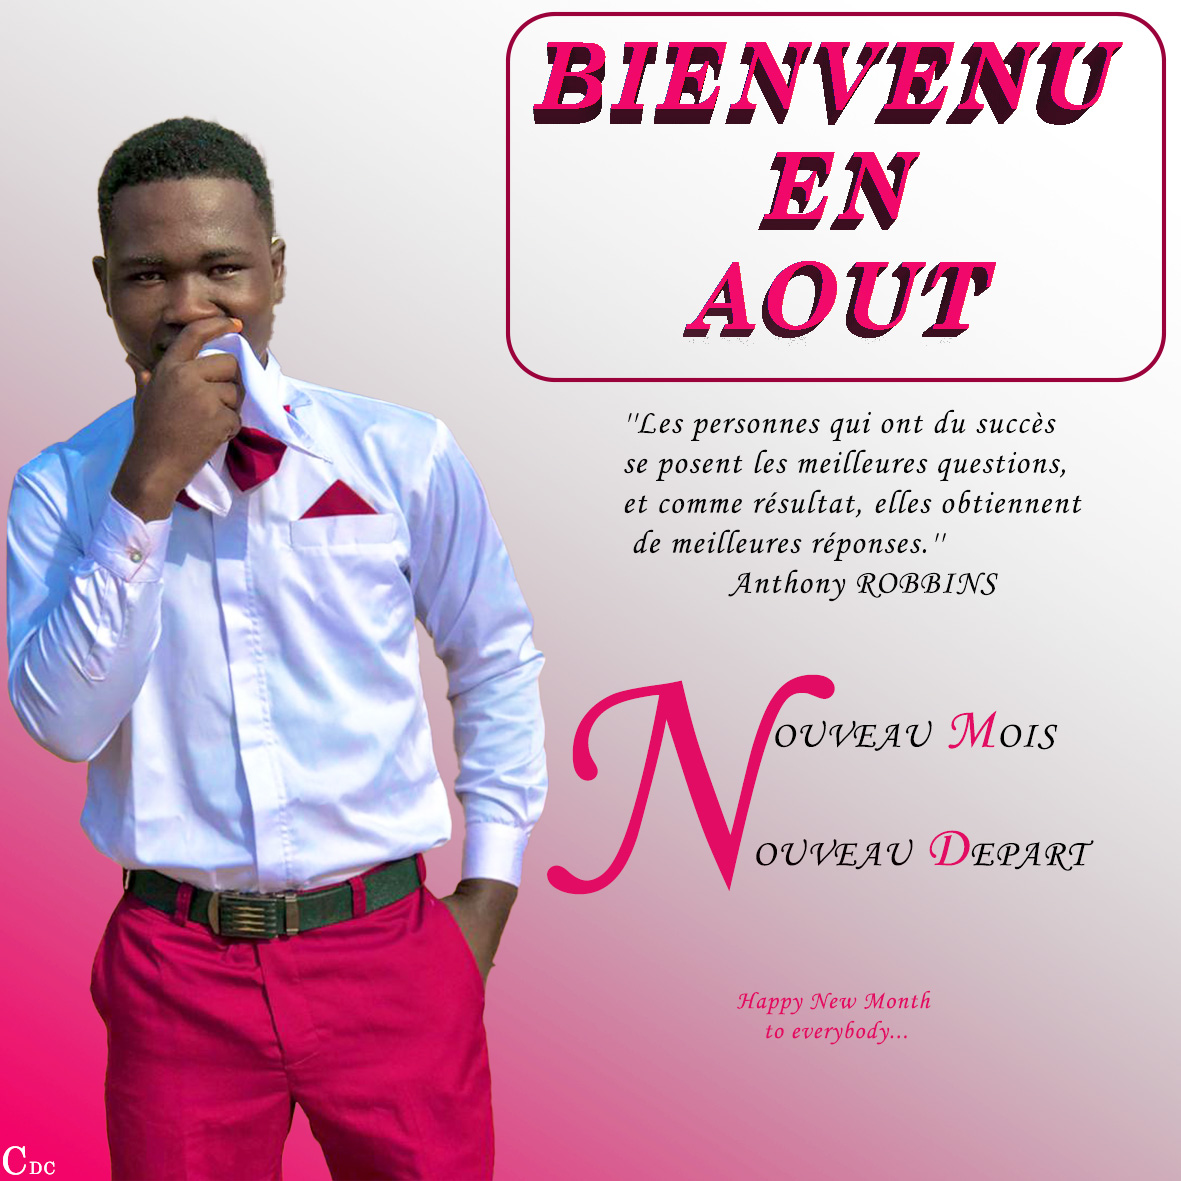 BIENVENU
EN
AOUT
"Les personnes qui ont du succès
se posent les meilleures questions,
et comme résultat, elles obtiennent
de meilleures réponses."
Anthony ROBBINS
NOUVEAU MOIS
NOUVEAU DEPART
Happy New Month
to everybody...
CDC